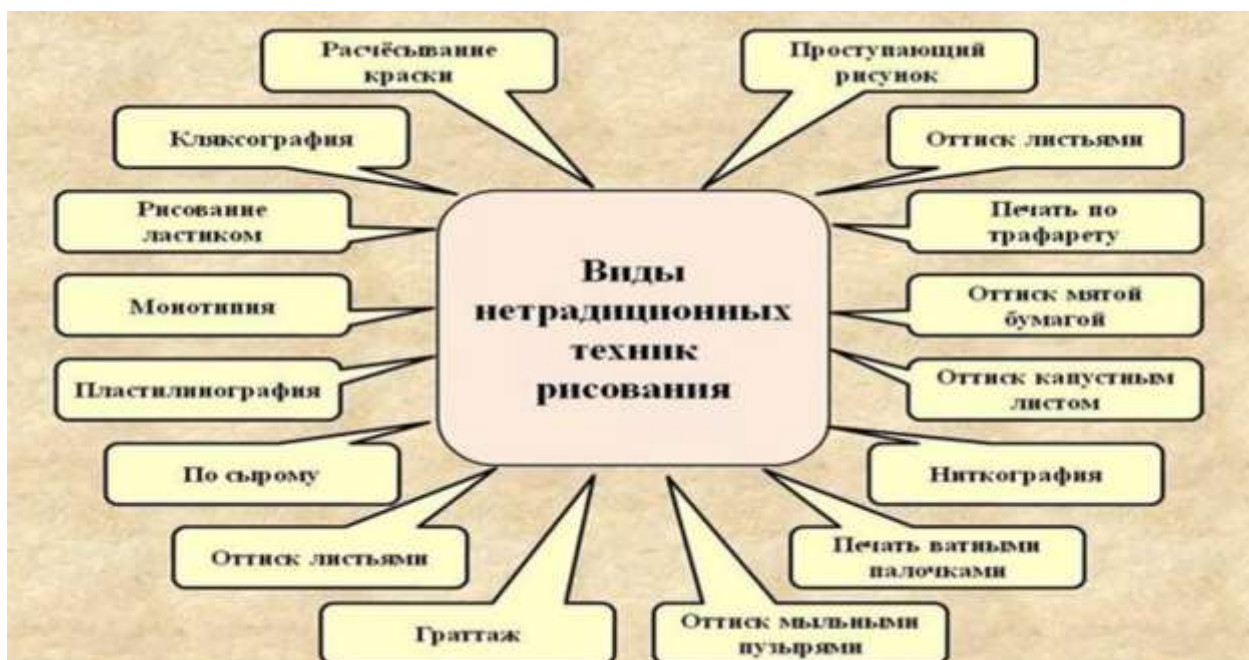 Расчёсывание
краски
Проступающий
рисунок
Кляксография
Оттиск листьями
Рисование
ластиком
Печать по
трафарету
Монотипия
Оттиск мятой
бумагой
Виды
нетрадиционных
техник
рисования
Пластилинография
Оттиск капустным
листом
По сырому
Ниткография
Оттиск листьями
Печать ватными
палочками
Граттаж
Оттиск мыльными
пузырями